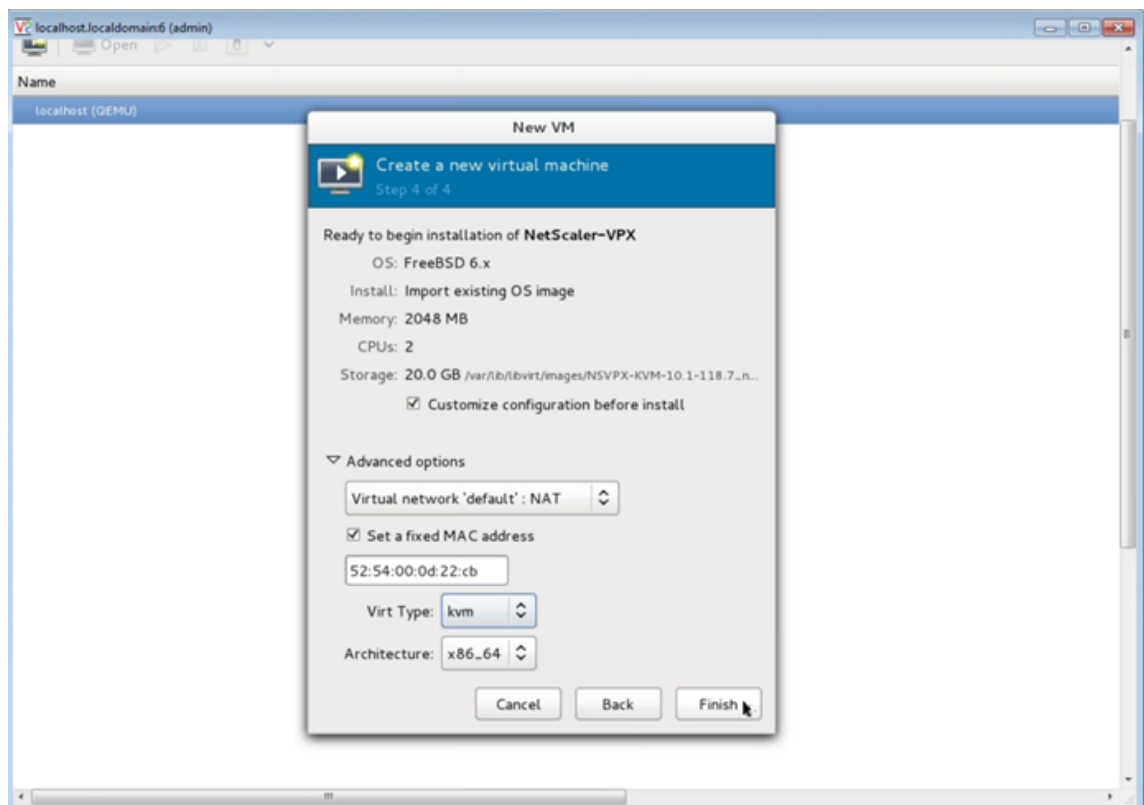 localhost.localdomain:6 (admin)
Open
Name
localhost (QEMU)
New VM
Create a new virtual machine
Step 4 of 4
Ready to begin installation of NetScaler-VPX
OS: FreeBSD 6.x
Install: Import existing OS image
Memory: 2048 MB
CPUs: 2
Storage: 20.0 GB /var/lib/libvirt/images/NSVPX-KVM-10.1-118.7_n...
Customize configuration before install
Advanced options
Virtual network 'default' : NAT
Set a fixed MAC address
52:54:00:0d:22:cb
Virt Type: kvm
Architecture: x86_64
Cancel Back Finish